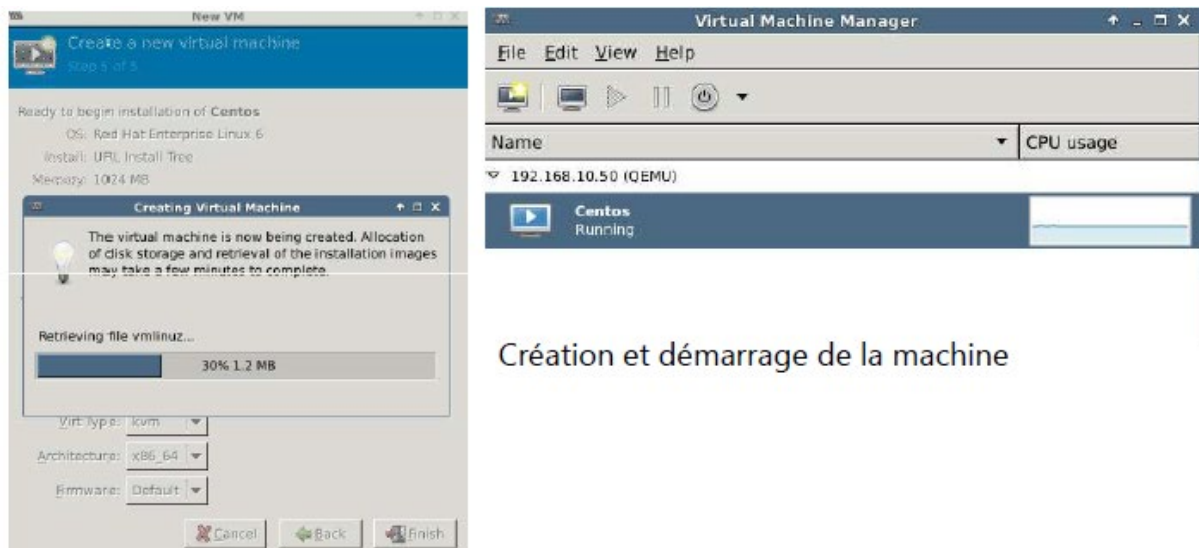 New VM
Create a new virtual machine
Step 5 of 5
Ready to begin installation of Centos
OS: Red Hat Enterprise Linux 6
Install: URL Install Tree
Memory: 1024 MB
Creating Virtual Machine
The virtual machine is now being created. Allocation
of disk storage and retrieval of the installation images
may take a few minutes to complete.
Retrieving file vmlinuz...
30% 1.2 MB
Virt Type: kvm
Architecture: x86_64
Firmware: Default
Cancel Back Finish
Virtual Machine Manager
File Edit View Help
Name CPU usage
192.168.10.50 (QEMU)
Centos
Running
Création et démarrage de la machine